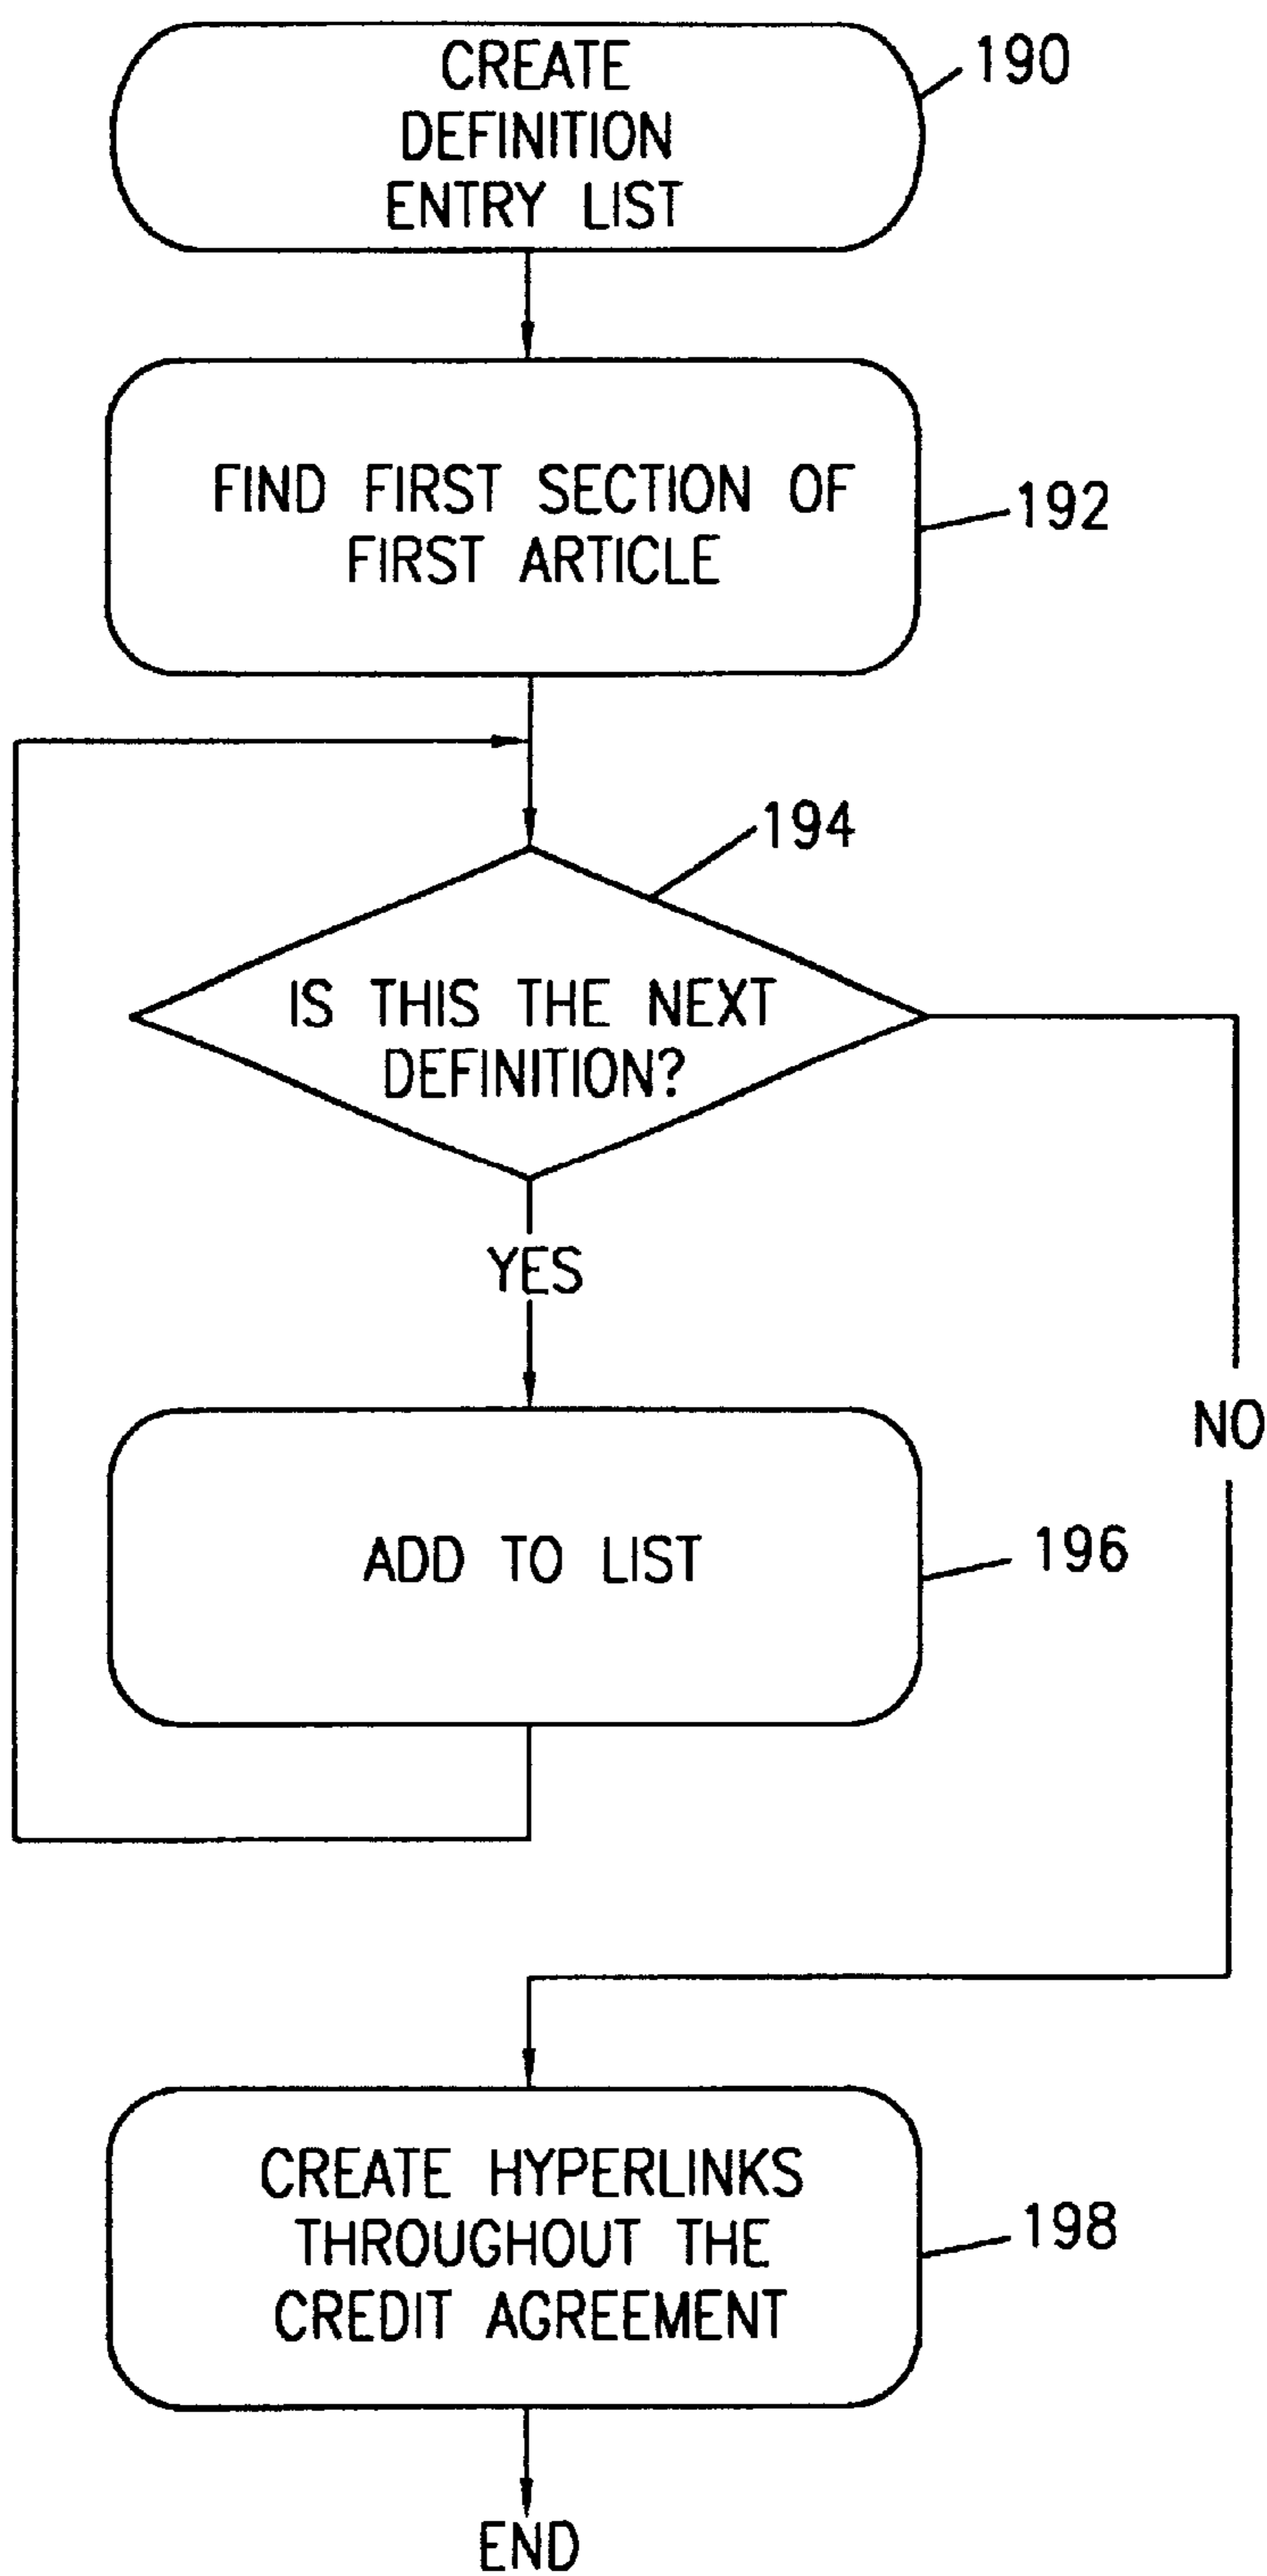 CREATE
DEFINITION
ENTRY LIST
190
FIND FIRST SECTION OF
FIRST ARTICLE
192
194
IS THIS THE NEXT
DEFINITION?
YES
NO
ADD TO LIST
196
CREATE HYPERLINKS
THROUGHOUT THE
CREDIT AGREEMENT
198
END